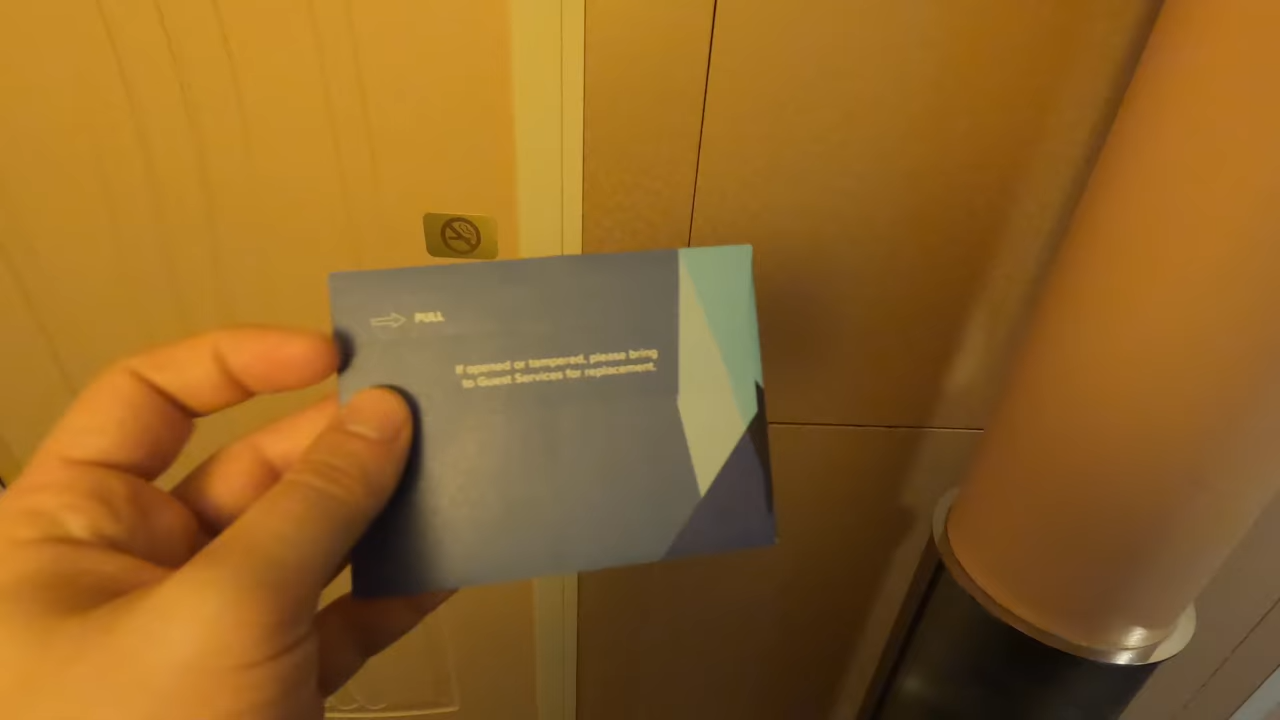 PULL
If opened or tampered, please bring
to Guest Services for replacement.